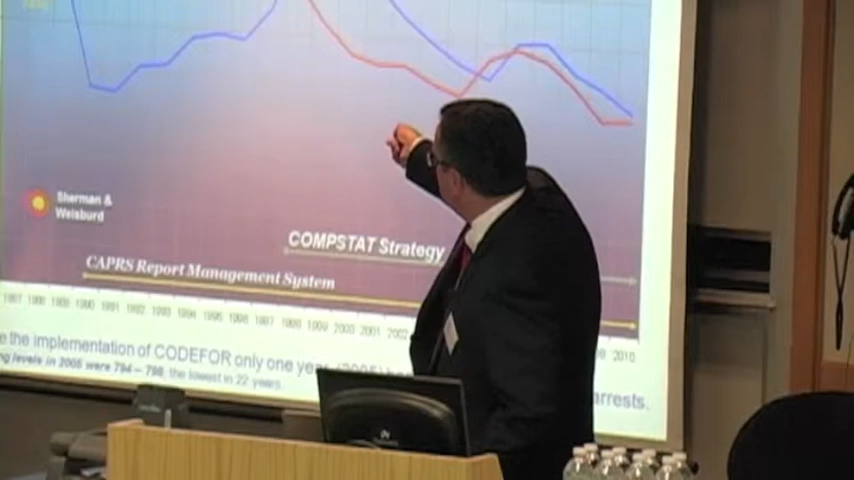 Sherman &
Weisburd
COMPSTAT Strategy
CAPRS Report Management System
1987 1988 1989 1990 1991 1992 1993 1994 1995 1996 1997 1998 1999 2000 2001 2002 2010
e the implementation of CODEFOR only one year (2005) arrests.
ng levels in 2005 were 794 – 798, the lowest in 22 years.